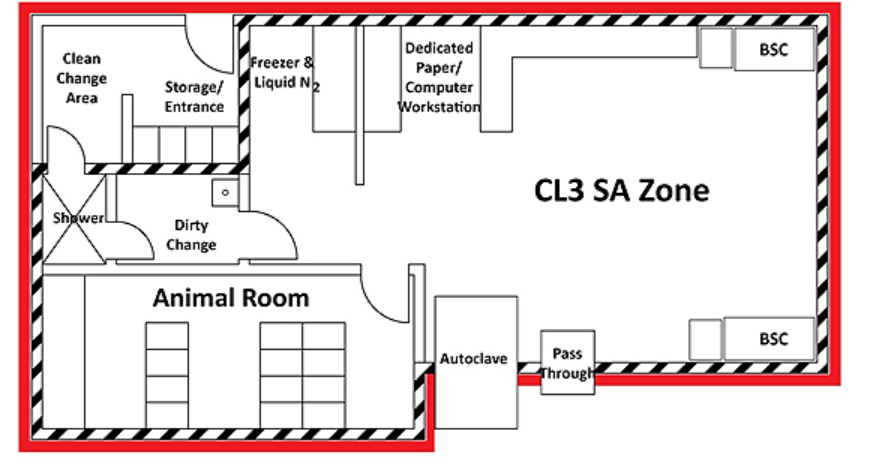 Clean
Change
Area
Storage/
Entrance
Freezer &
Liquid N2
Dedicated
Paper/
Computer
Workstation
BSC
CL3 SA Zone
Shower
Dirty
Change
Animal Room
Autoclave
Pass
Through
BSC